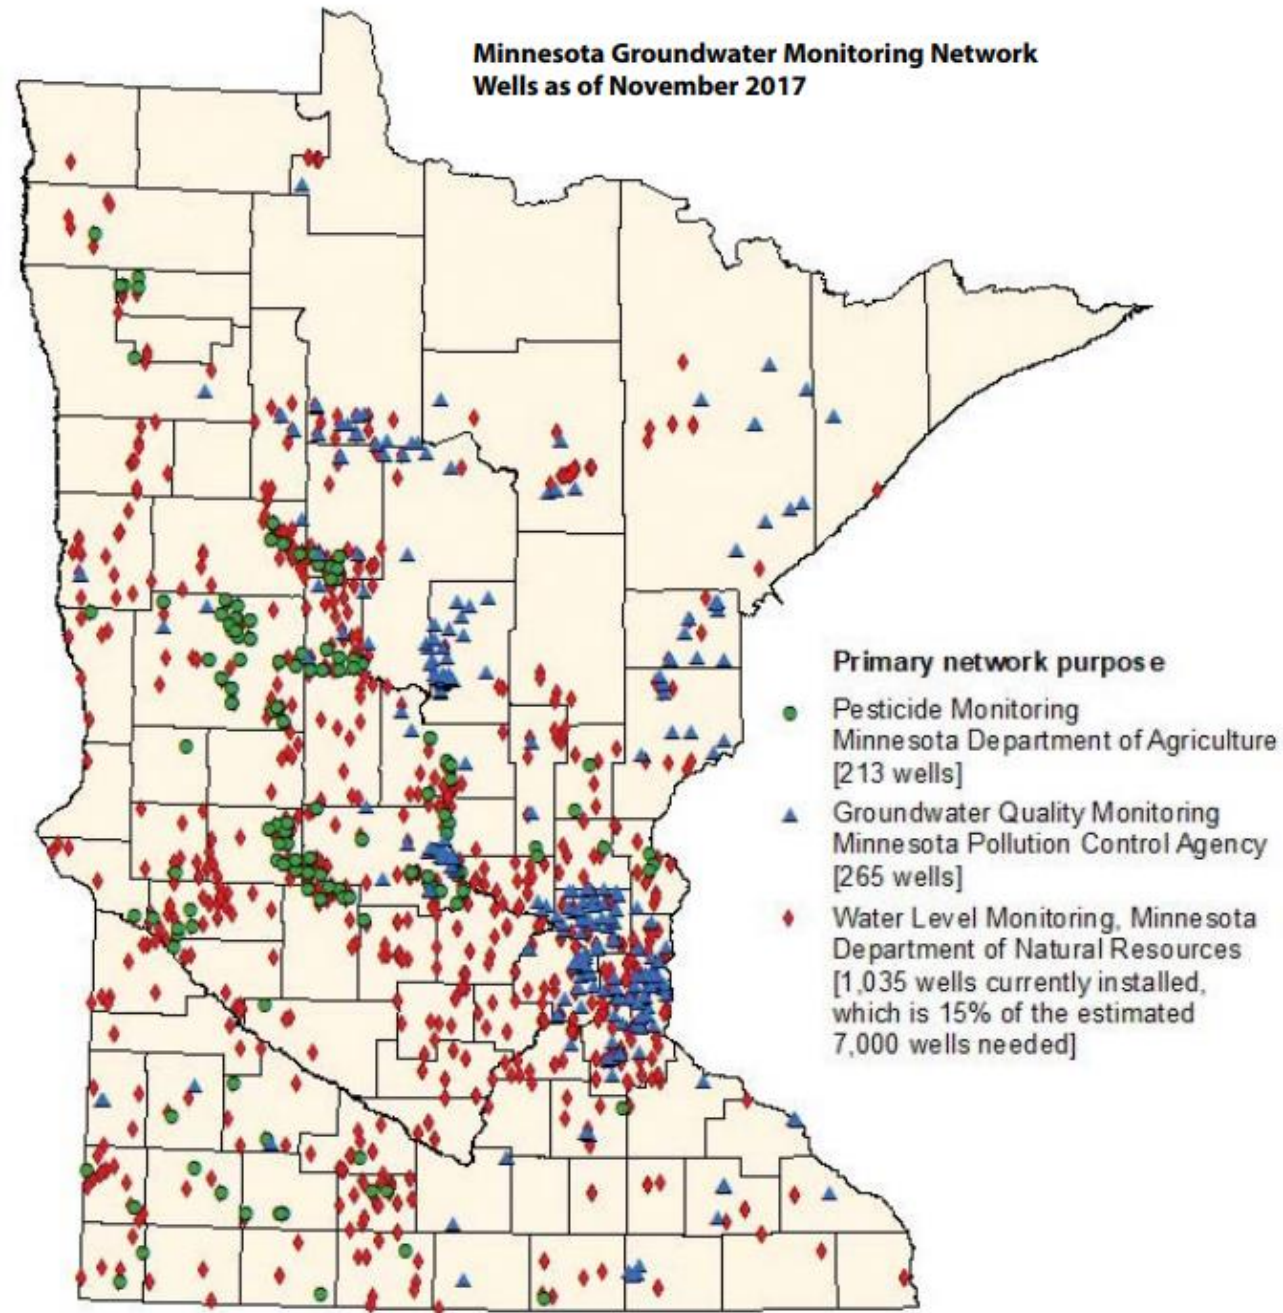 Minnesota Groundwater Monitoring Network
Wells as of November 2017
Primary network purpose
Pesticide Monitoring
Minnesota Department of Agriculture
[213 wells]
Groundwater Quality Monitoring
Minnesota Pollution Control Agency
[265 wells]
Water Level Monitoring, Minnesota
Department of Natural Resources
[1,035 wells currently installed,
which is 15% of the estimated
7,000 wells needed]